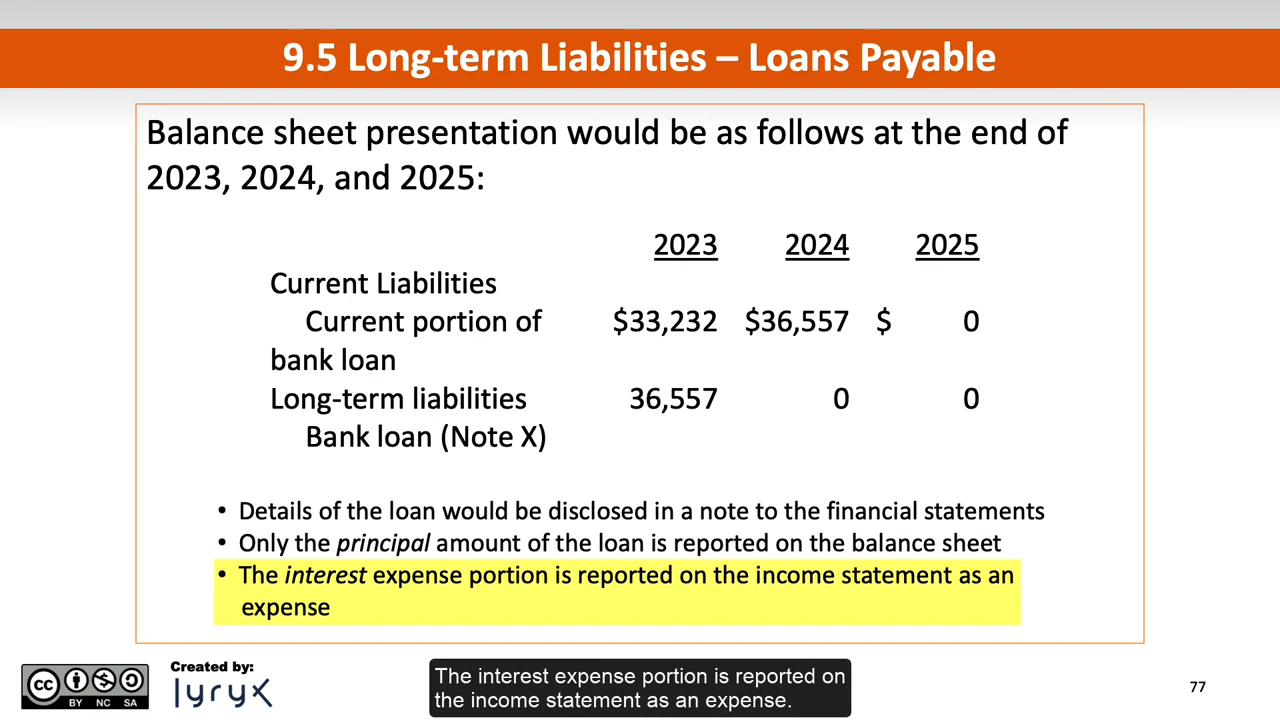 9.5 Long-term Liabilities – Loans Payable
Balance sheet presentation would be as follows at the end of
2023, 2024, and 2025:
2023 2024 2025
Current Liabilities
Current portion of $33,232 $36,557 $ 0
bank loan
Long-term liabilities 36,557 0 0
Bank loan (Note X)
• Details of the loan would be disclosed in a note to the financial statements
• Only the principal amount of the loan is reported on the balance sheet
• The interest expense portion is reported on the income statement as an
expense
cc BY NC SA
Created by:
lyryx
The interest expense portion is reported on
the income statement as an expense.
77